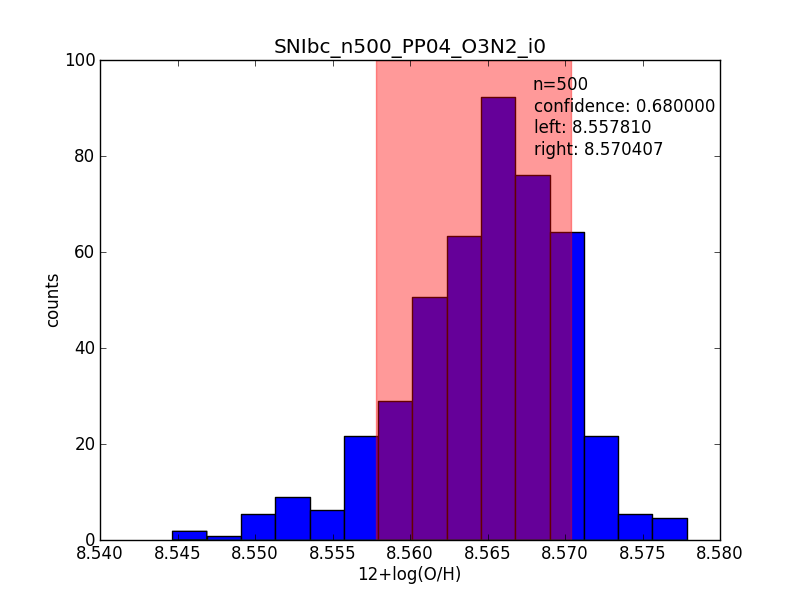 SNIbc_n500_PP04_O3N2_i0
100
n=500
confidence: 0.680000
left: 8.557810
right: 8.570407
80
60
counts
40
20
0
8.540 8.545 8.550 8.555 8.560 8.565 8.570 8.575 8.580
12+log(O/H)